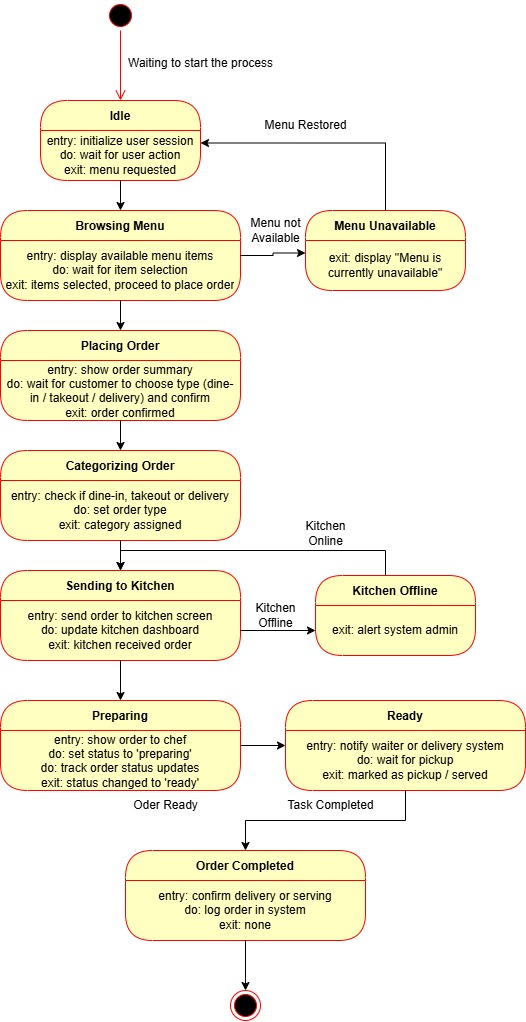 Waiting to start the process
Idle
entry: initialize user session
do: wait for user action
exit: menu requested
Menu Restored
Browsing Menu
entry: display available menu items
do: wait for item selection
exit: items selected, proceed to place order
Menu not
Available
Menu Unavailable
exit: display "Menu is
currently unavailable"
Placing Order
entry: show order summary
do: wait for customer to choose type (dine-
in / takeout / delivery) and confirm
exit: order confirmed
Categorizing Order
entry: check if dine-in, takeout or delivery
do: set order type
exit: category assigned
Kitchen
Online
Sending to Kitchen
entry: send order to kitchen screen
do: update kitchen dashboard
exit: kitchen received order
Kitchen
Offline
Kitchen Offline
exit: alert system admin
Preparing
entry: show order to chef
do: set status to 'preparing'
do: track order status updates
exit: status changed to 'ready'
Oder Ready
Ready
entry: notify waiter or delivery system
do: wait for pickup
exit: marked as pickup / served
Task Completed
Order Completed
entry: confirm delivery or serving
do: log order in system
exit: none